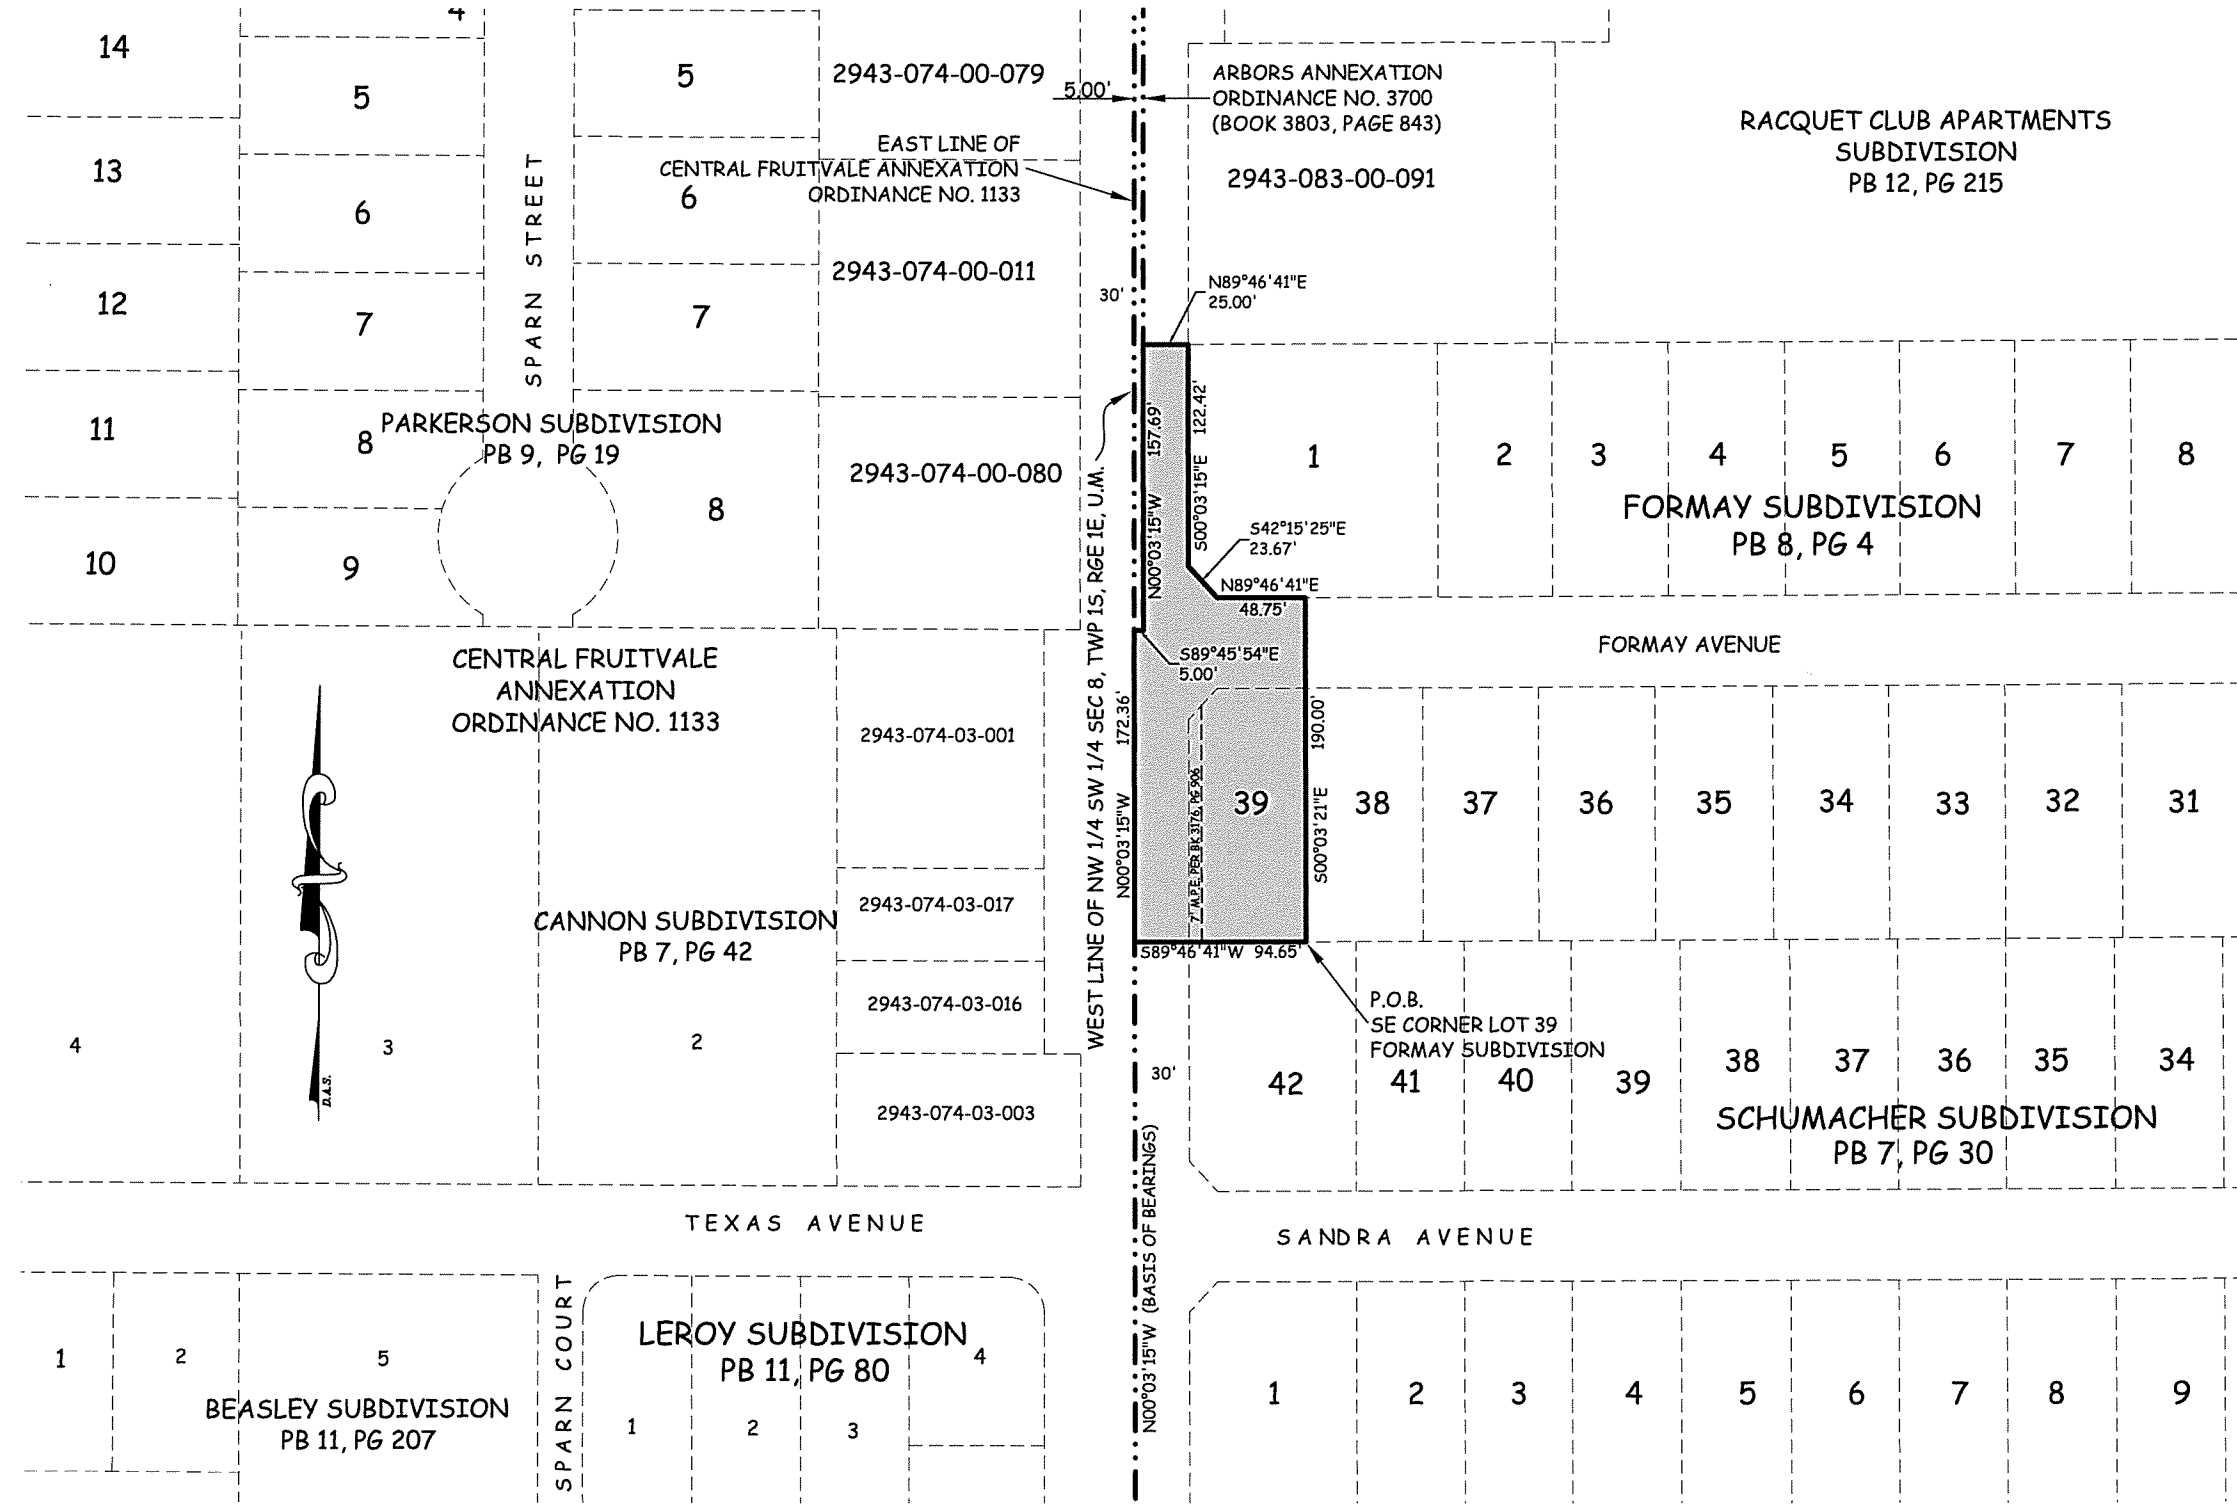 4
14
5
5
2943-074-00-079
5.00'
ARBORS ANNEXATION
ORDINANCE NO. 3700
(BOOK 3803, PAGE 843)
RACQUET CLUB APARTMENTS
SUBDIVISION
PB 12, PG 215
EAST LINE OF
CENTRAL FRUITVALE ANNEXATION
ORDINANCE NO. 1133
2943-083-00-091
13
6
6
SPARN STREET
12
7
7
2943-074-00-011
30'
N89°46'41"E
25.00'
11
8
PARKERSON SUBDIVISION
PB 9, PG 19
8
2943-074-00-080
WEST LINE OF NW 1/4 SW 1/4 SEC 8, TWP 1S, RGE 1E, U.M.
N00°03'15"W 157.69'
S00°03'15"E 122.42'
1
2
3
4
5
6
7
8
FORMAY SUBDIVISION
PB 8, PG 4
S42°15'25"E
23.67'
10
9
N89°46'41"E
48.75'
FORMAY AVENUE
S89°45'54"E
5.00'
CENTRAL FRUITVALE
ANNEXATION
ORDINANCE NO. 1133
2943-074-03-001
N00°03'15"W 172.36'
7' M.P.E. PER BK 3176, PG 906
39
S00°03'21"E 190.00'
38
37
36
35
34
33
32
31
2943-074-03-017
CANNON SUBDIVISION
PB 7, PG 42
S89°46'41"W 94.65'
2943-074-03-016
P.O.B.
SE CORNER LOT 39
FORMAY SUBDIVISION
4
3
2
D.A.S.
30'
42
41
40
39
38
37
36
35
34
2943-074-03-003
SCHUMACHER SUBDIVISION
PB 7, PG 30
TEXAS AVENUE
SANDRA AVENUE
N00°03'15"W (BASIS OF BEARINGS)
1
2
5
BEASLEY SUBDIVISION
PB 11, PG 207
SPARN COURT
LEROY SUBDIVISION
PB 11, PG 80
4
1
2
3
1
2
3
4
5
6
7
8
9